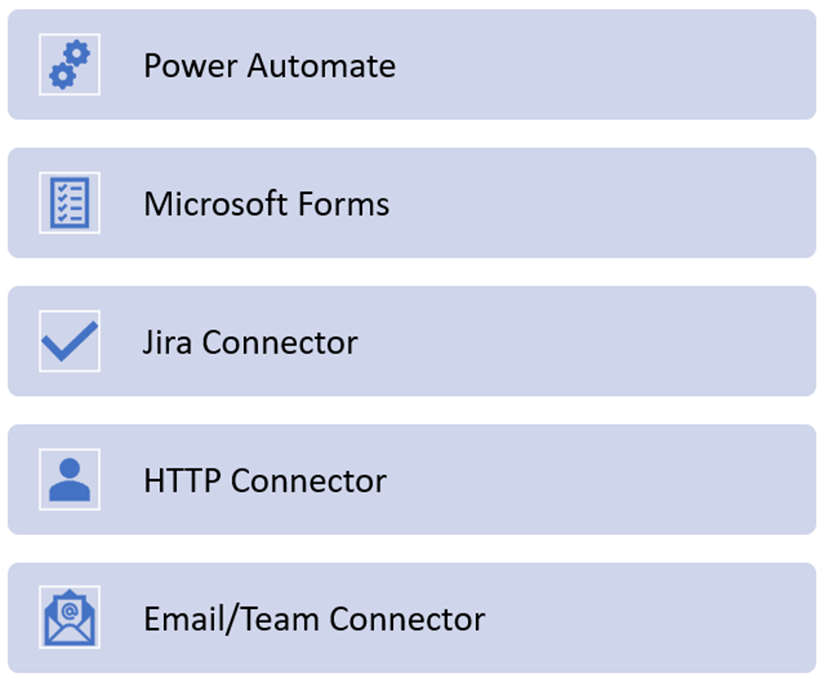 Power Automate
Microsoft Forms
Jira Connector
HTTP Connector
Email/Team Connector